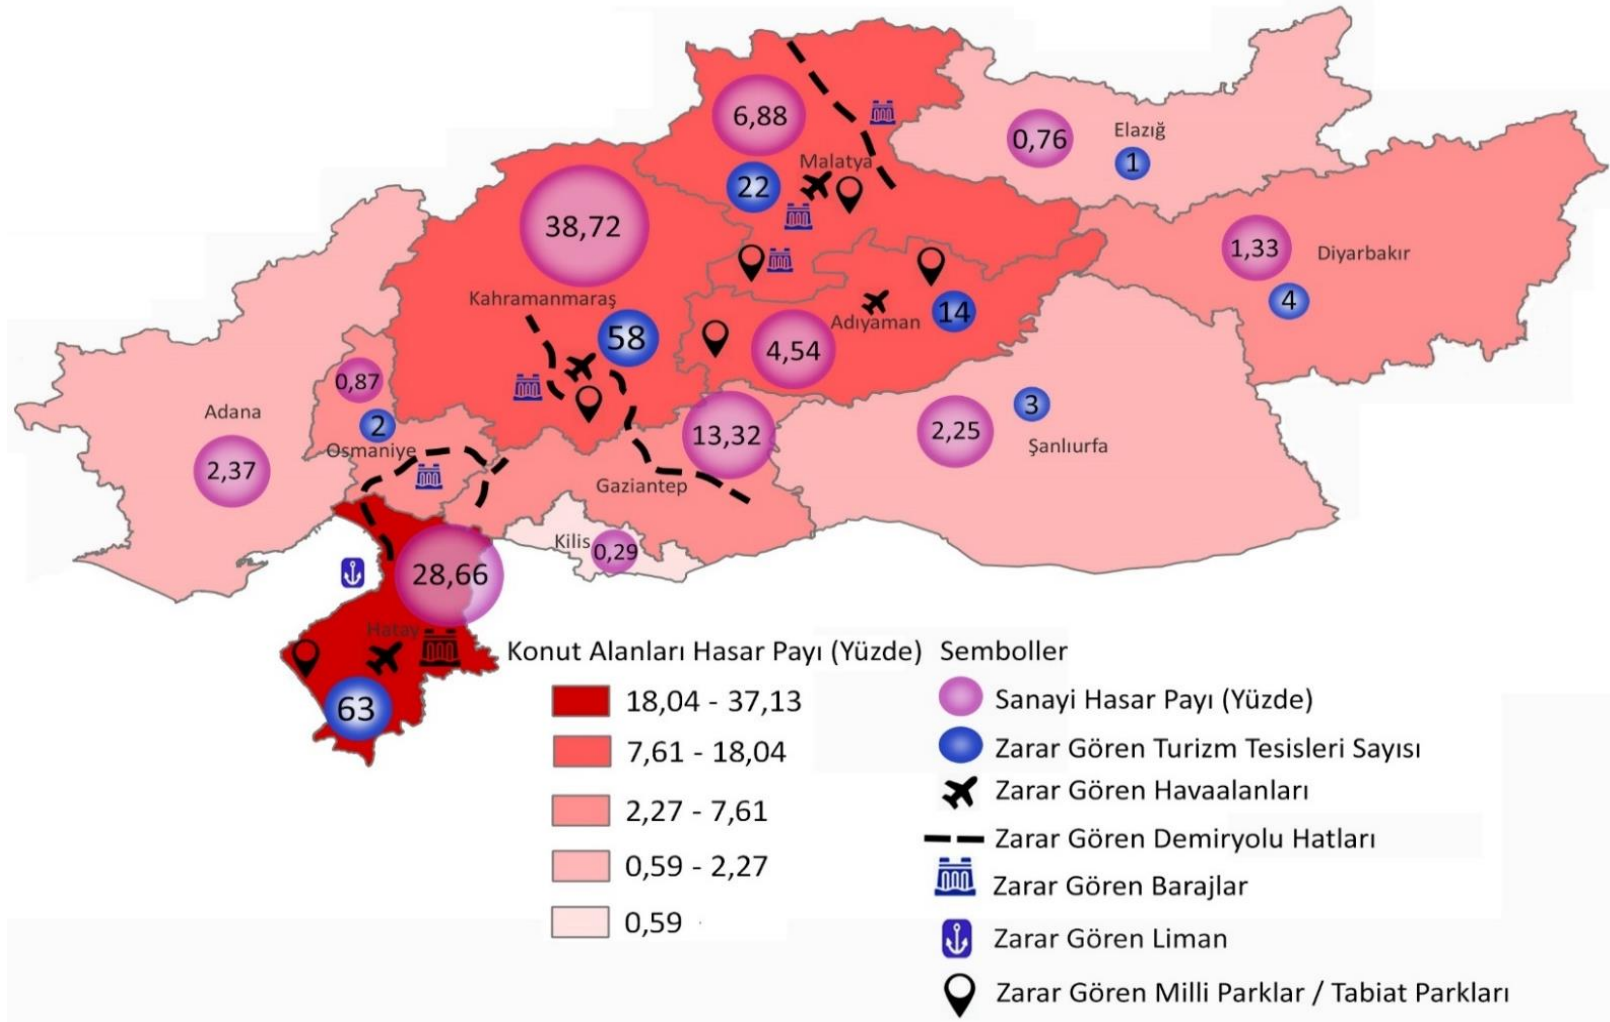 6,88
0,76
Elazığ
1
Malatya
22
38,72
1,33
Diyarbakır
4
Kahramanmaraş
58
14
Adıyaman
4,54
0,87
Adana
2
3
13,32
2,25
Şanlıurfa
Osmaniye
2,37
Gaziantep
Kilis
0,29
28,66
Hatay
63
Konut Alanları Hasar Payı (Yüzde)
18,04 - 37,13
7,61 - 18,04
2,27 - 7,61
0,59 - 2,27
0,59
Semboller
Sanayi Hasar Payı (Yüzde)
Zarar Gören Turizm Tesisleri Sayısı
Zarar Gören Havaalanları
Zarar Gören Demiryolu Hatları
Zarar Gören Barajlar
Zarar Gören Liman
Zarar Gören Milli Parklar / Tabiat Parkları